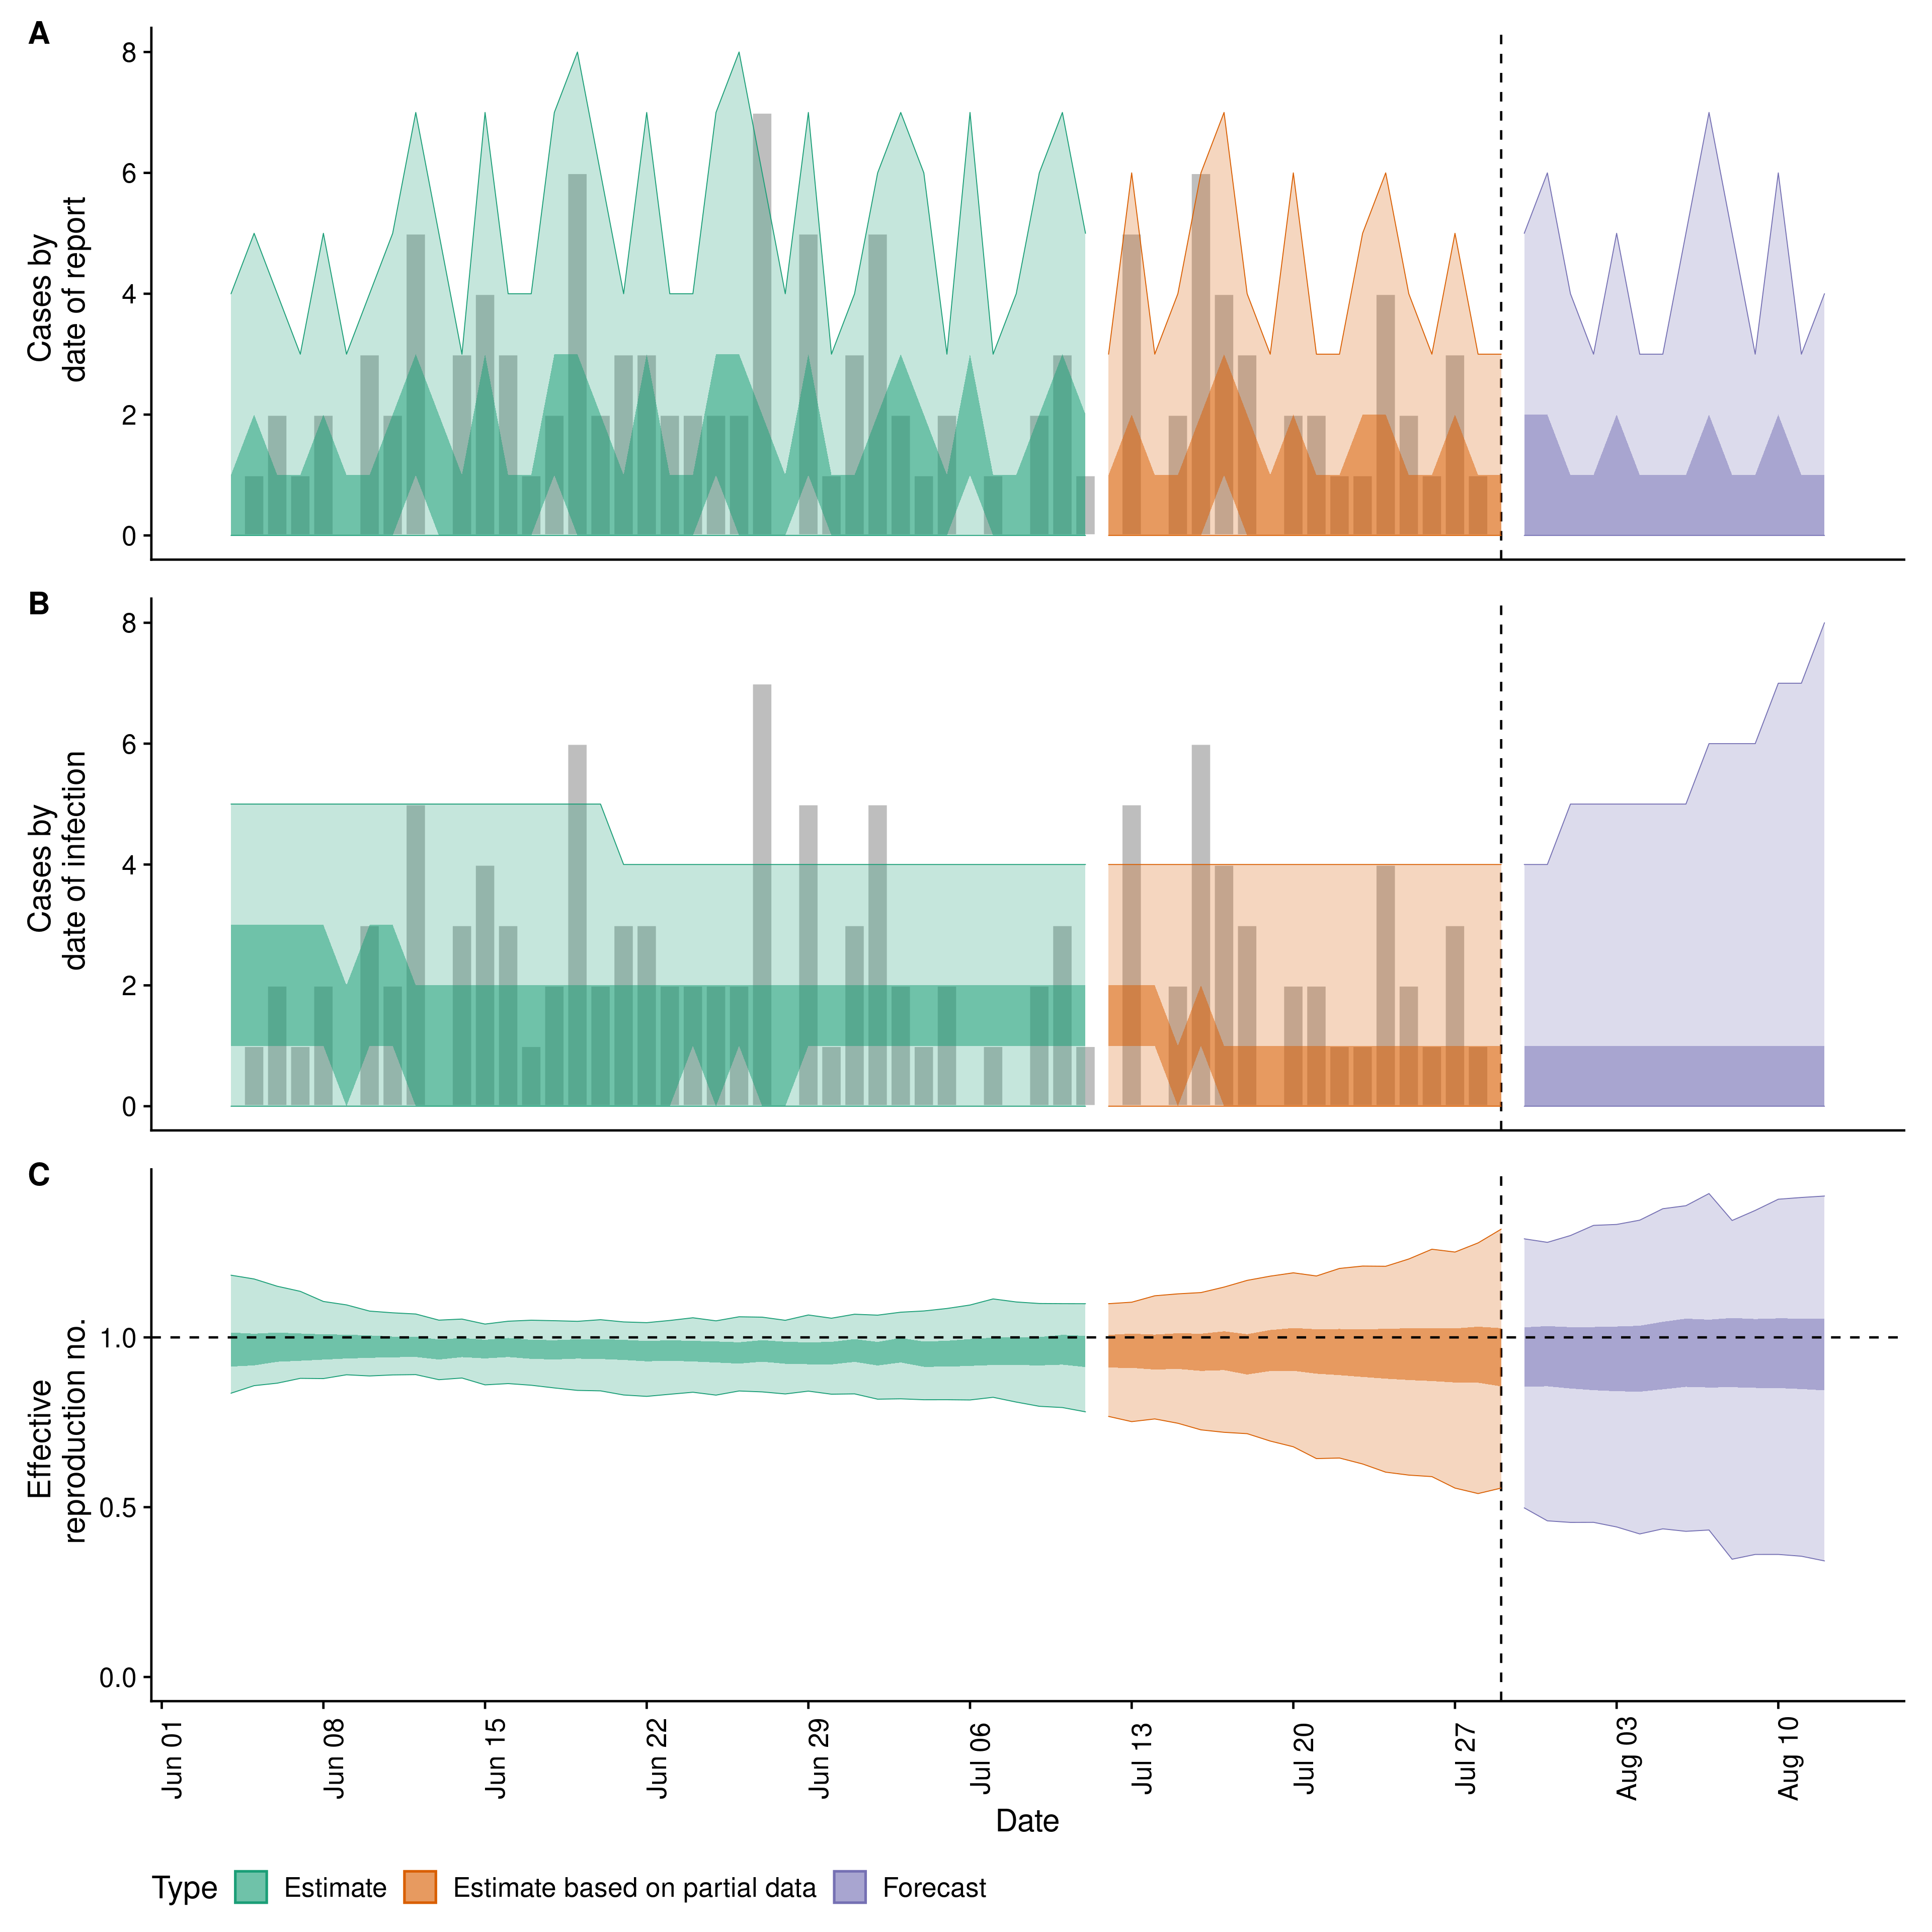 A
8
6
4
2
0
Cases by
date of report
B
8
6
4
2
0
Cases by
date of infection
C
1.0
0.5
0.0
Effective
reproduction no.
Jun 01
Jun 08
Jun 15
Jun 22
Jun 29
Jul 06
Jul 13
Jul 20
Jul 27
Aug 03
Aug 10
Date
Type Estimate Estimate based on partial data Forecast